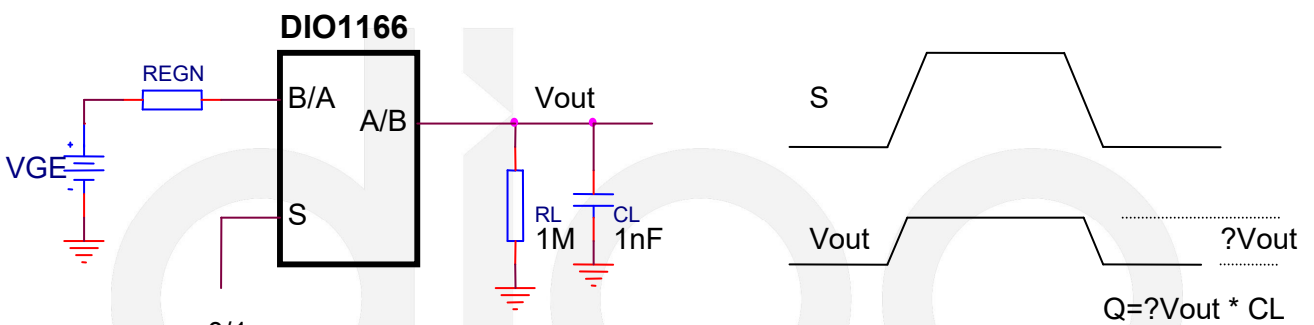 DIO1166
REGN
B/A
A/B
Vout
S
VGE
+
-
S
RL
1M
CL
1nF
Vout
?Vout
Q=?Vout * CL